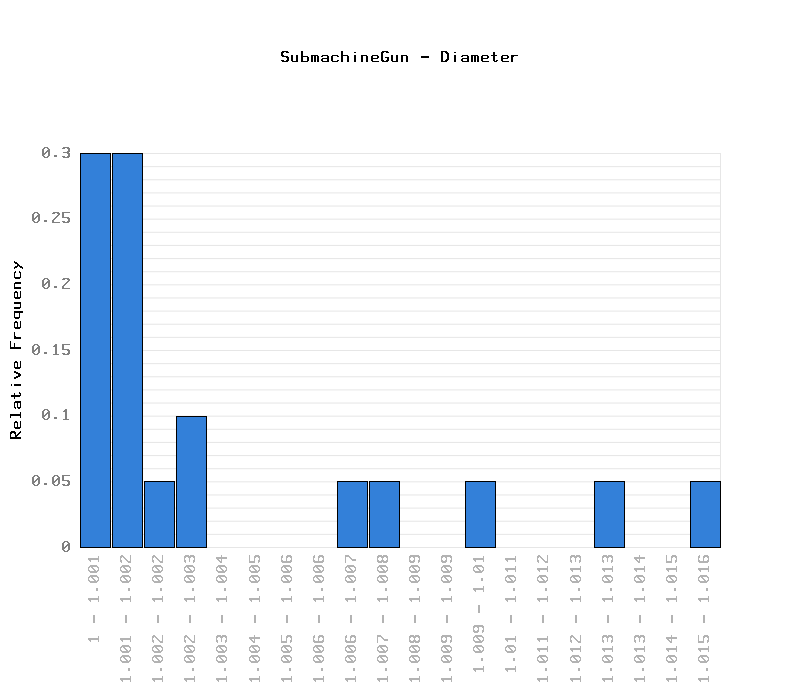 SubmachineGun - Diameter
0.3
0.25
0.2
0.15
0.1
0.05
0
Relative Frequency
1 - 1.001
1.001 - 1.002
1.002 - 1.002
1.002 - 1.003
1.003 - 1.004
1.004 - 1.005
1.005 - 1.006
1.006 - 1.006
1.006 - 1.007
1.007 - 1.008
1.008 - 1.009
1.009 - 1.009
1.009 - 1.01
1.01 - 1.011
1.011 - 1.012
1.012 - 1.013
1.013 - 1.013
1.013 - 1.014
1.014 - 1.015
1.015 - 1.016